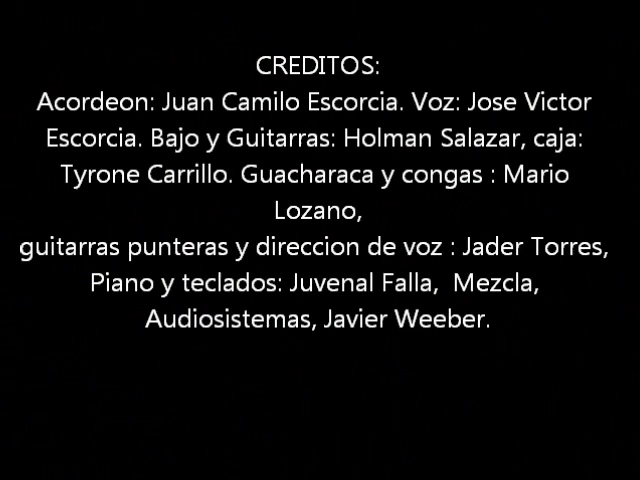 CREDITOS:
Acordeon: Juan Camilo Escorcia. Voz: Jose Victor
Escorcia. Bajo y Guitarras: Holman Salazar, caja:
Tyrone Carrillo. Guacharaca y congas : Mario
Lozano,
guitarras punteras y direccion de voz : Jader Torres,
Piano y teclados: Juvenal Falla,  Mezcla,
Audiosistemas, Javier Weeber.